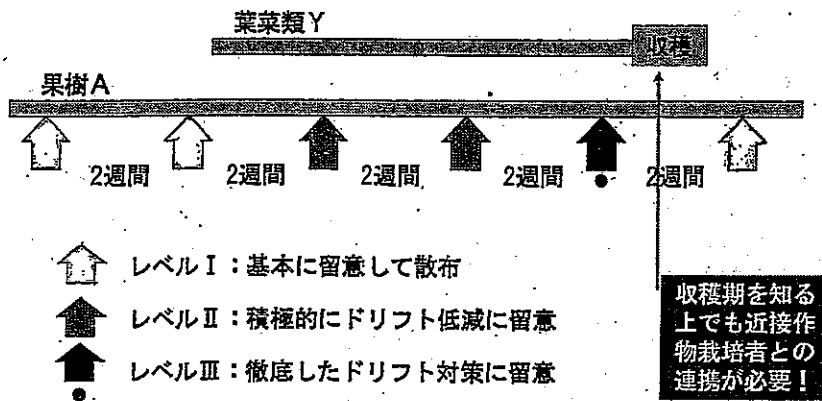 葉菜類Y
収穫
果樹A
2週間 2週間 2週間 2週間 2週間
レベルⅠ:基本に留意して散布
レベルⅡ:積極的にドリフト低減に留意
レベルⅢ:徹底したドリフト対策に留意
収穫期を知る
上でも近接作
物栽培者との
連携が必要!